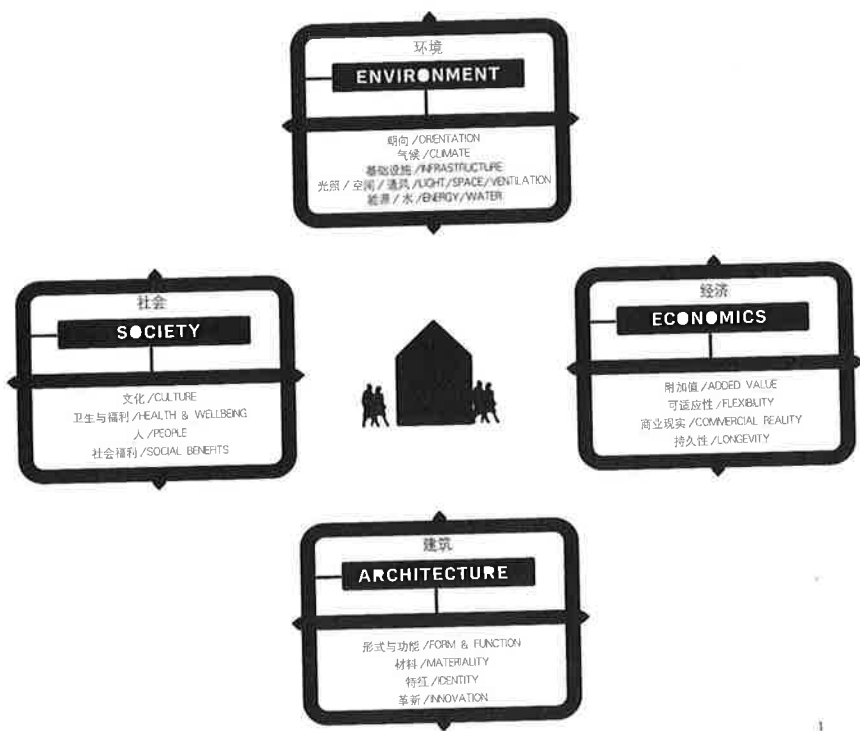 环境
ENVIRONMENT
朝向/ORIENTATION
气候/CLIMATE
基础设施/INFRASTRUCTURE
光照/空间/通风/LIGHT/SPACE/VENTILATION
能源/水/ENERGY/WATER
社会
SOCIETY
文化/CULTURE
卫生与福利/HEALTH & WELLBEING
人/PEOPLE
社会福利/SOCIAL BENEFITS
经济
ECONOMICS
附加值/ADDED VALUE
可适应性/FLEXIBILITY
商业现实/COMMERCIAL REALITY
持久性/LONGEVITY
建筑
ARCHITECTURE
形式与功能/FORM & FUNCTION
材料/MATERIALITY
特征/IDENTITY
革新/INNOVATION